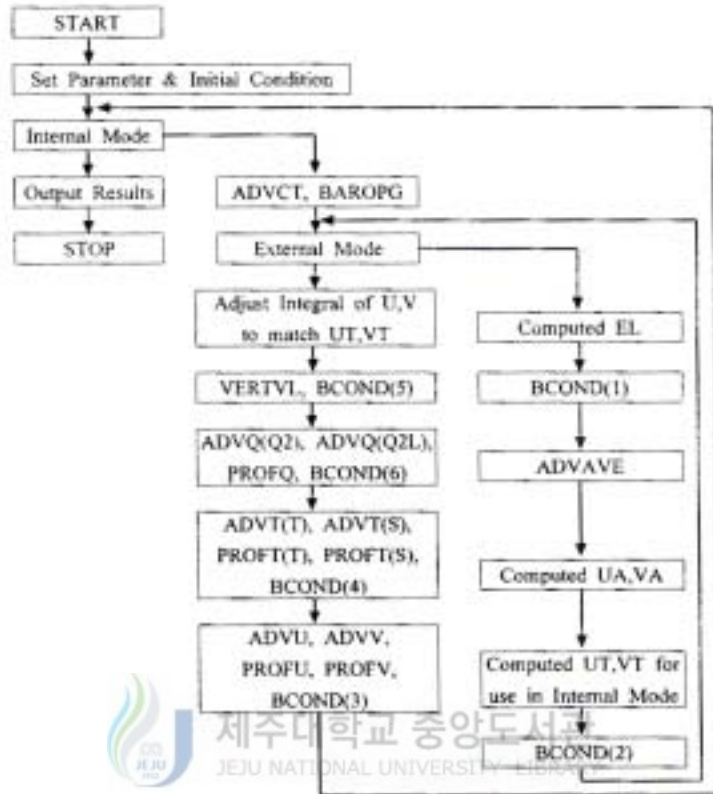 START
Set Parameter & Initial Condition
Internal Mode
Output Results
STOP
ADVCT, BAROPG
External Mode
Adjust Integral of U,V
to match UT,VT
VERTVL, BCOND(5)
ADVQ(Q2), ADVQ(Q2L),
PROFQ, BCOND(6)
ADVT(T), ADVT(S),
PROFT(T), PROFT(S),
BCOND(4)
ADVU, ADVV,
PROFU, PROFV,
BCOND(3)
Computed EL
BCOND(1)
ADVAVE
Computed UA,VA
Computed UT,VT for
use in Internal Mode
BCOND(2)
제주대학교 중앙도서관
JEJU NATIONAL UNIVERSITY LIBRARY
JEJU